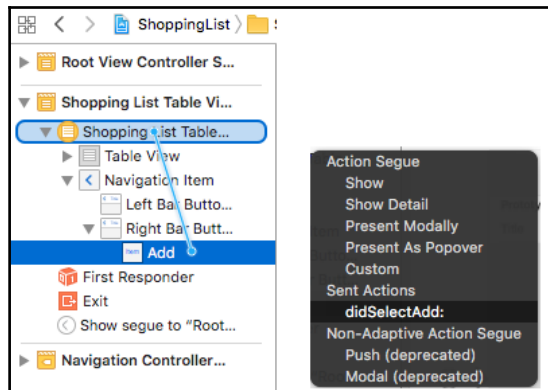 ShoppingList
Root View Controller S...
Shopping List Table Vi...
Shopping List Table...
Table View
Navigation Item
Left Bar Butto...
Right Bar Butt...
Item Add
First Responder
Exit
Show segue to "Root...
Navigation Controller...
Action Segue
Show
Show Detail
Present Modally
Present As Popover
Custom
Sent Actions
didSelectAdd:
Non-Adaptive Action Segue
Push (deprecated)
Modal (deprecated)